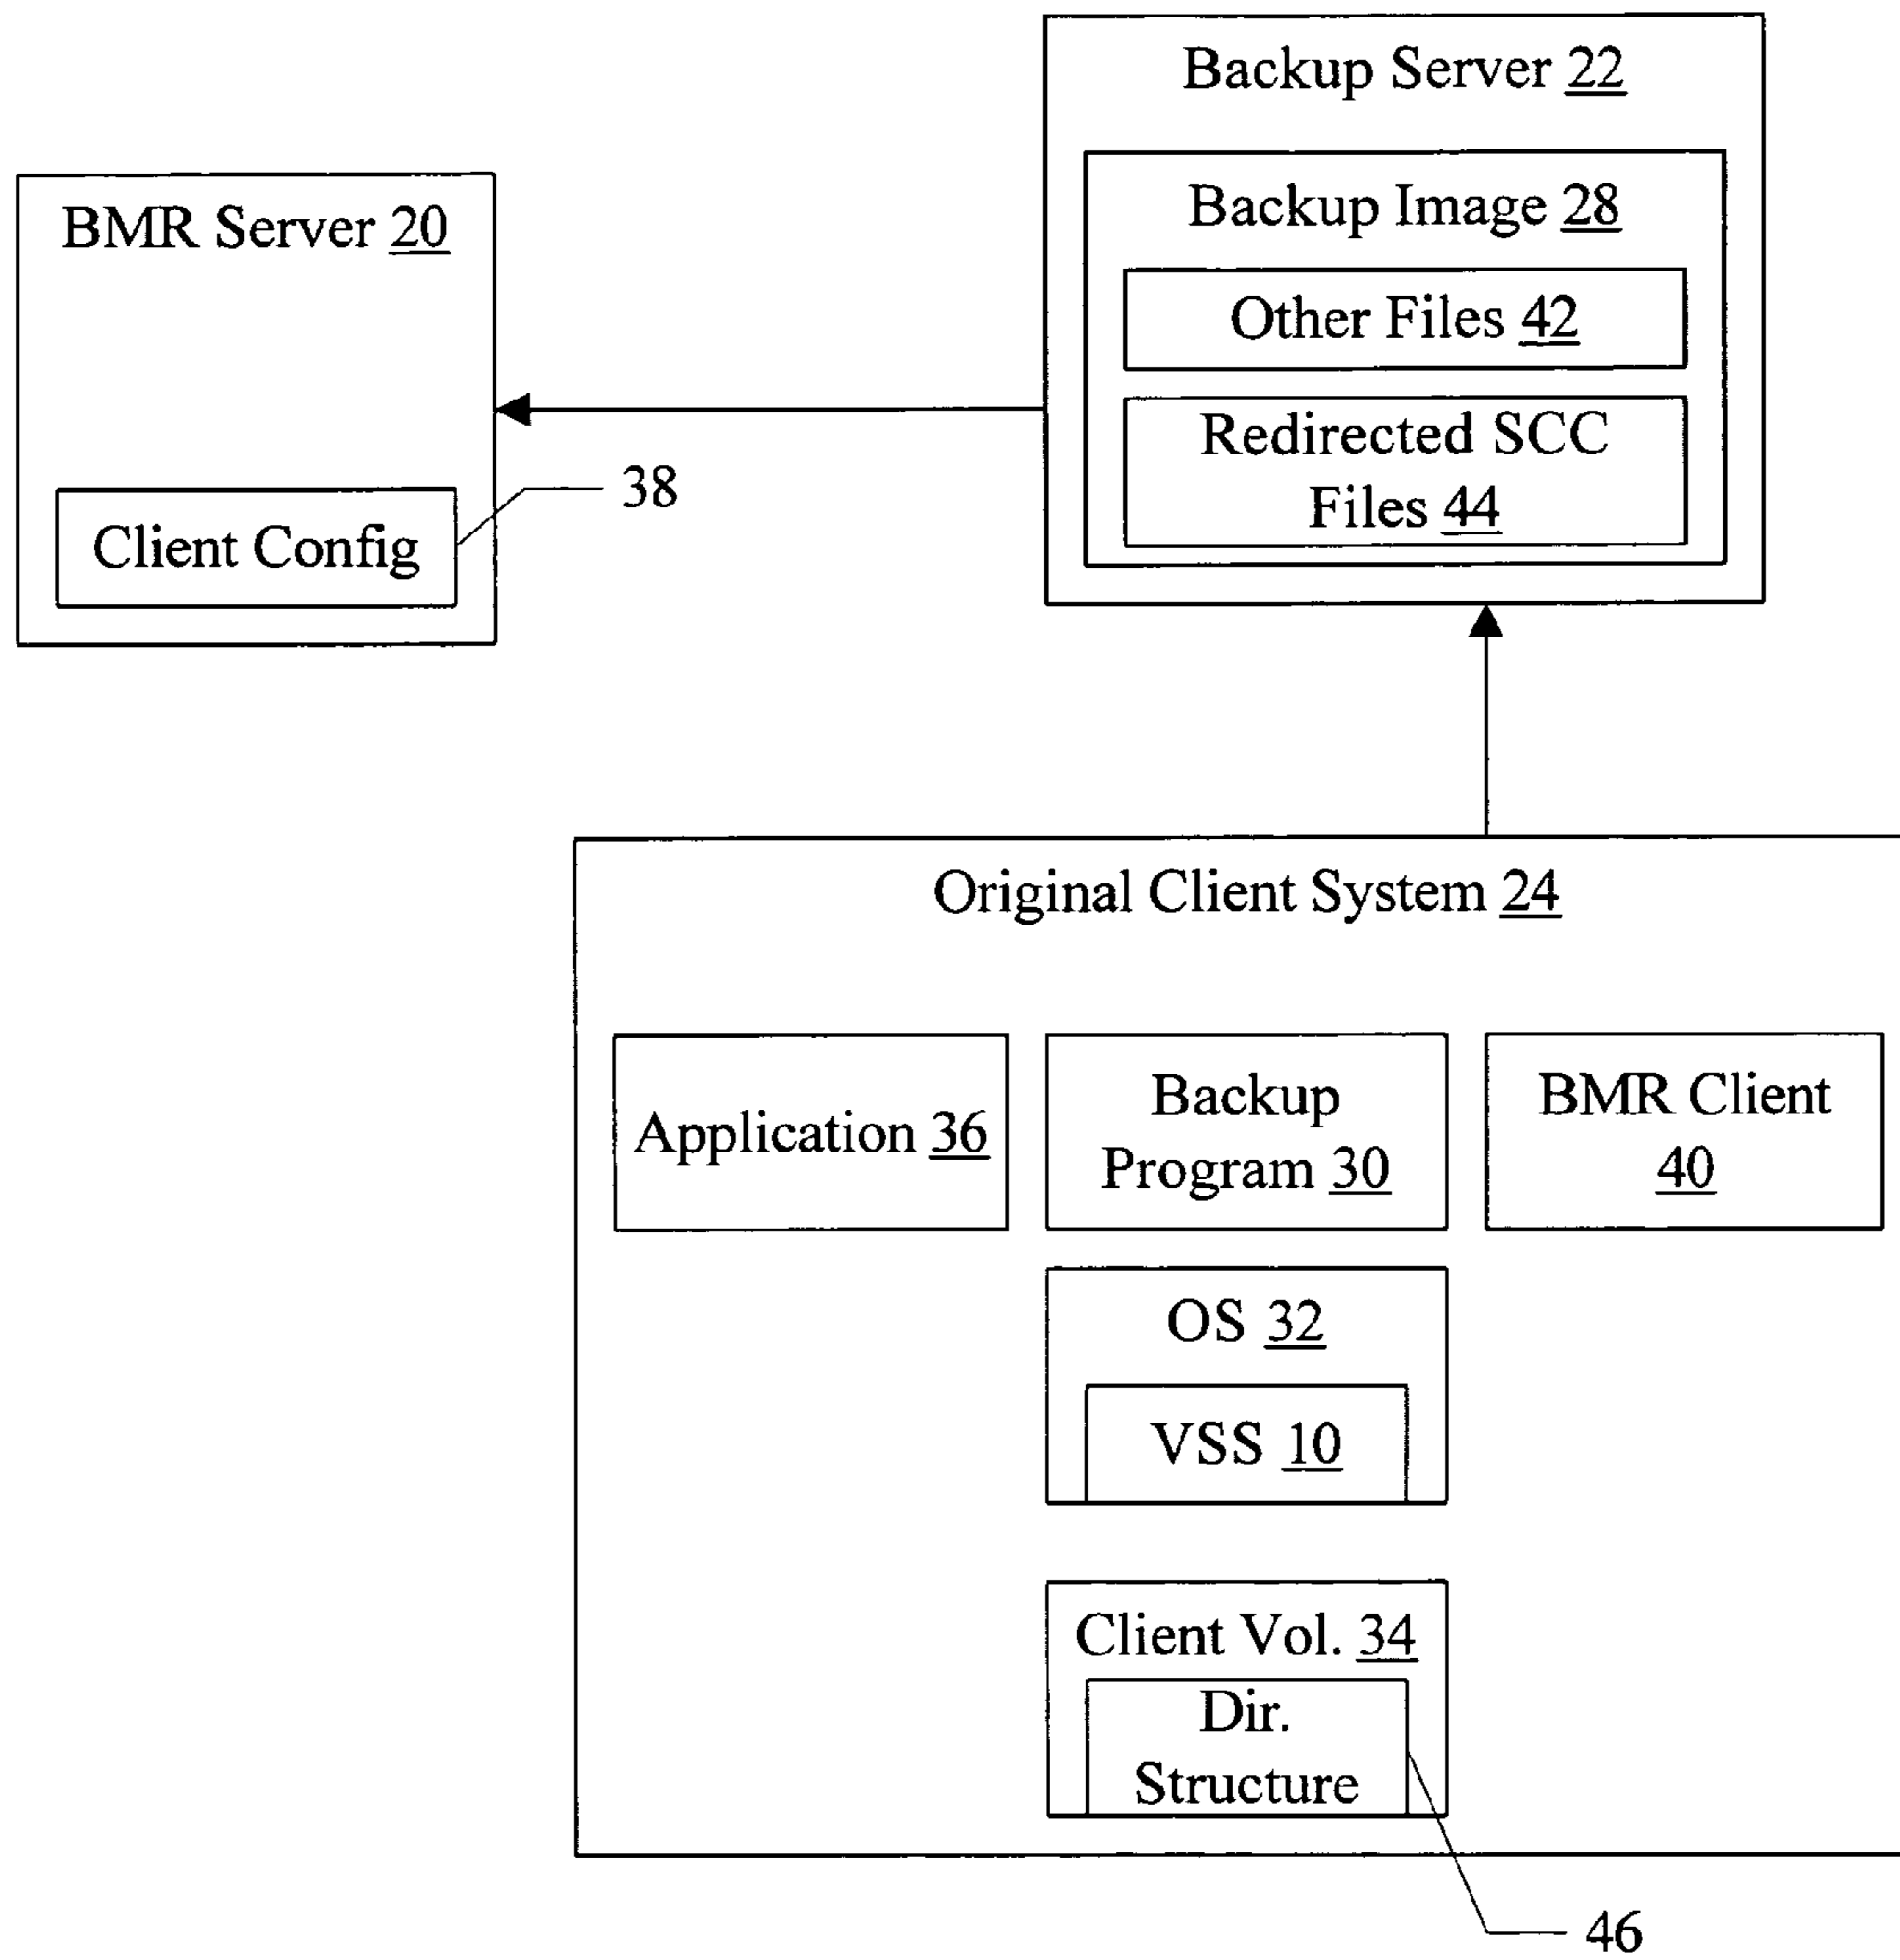 Backup Server 22
Backup Image 28
Other Files 42
Redirected SCC
Files 44
BMR Server 20
Client Config
38
Original Client System 24
Application 36
Backup
Program 30
BMR Client
40
OS 32
VSS 10
Client Vol. 34
Dir.
Structure
46